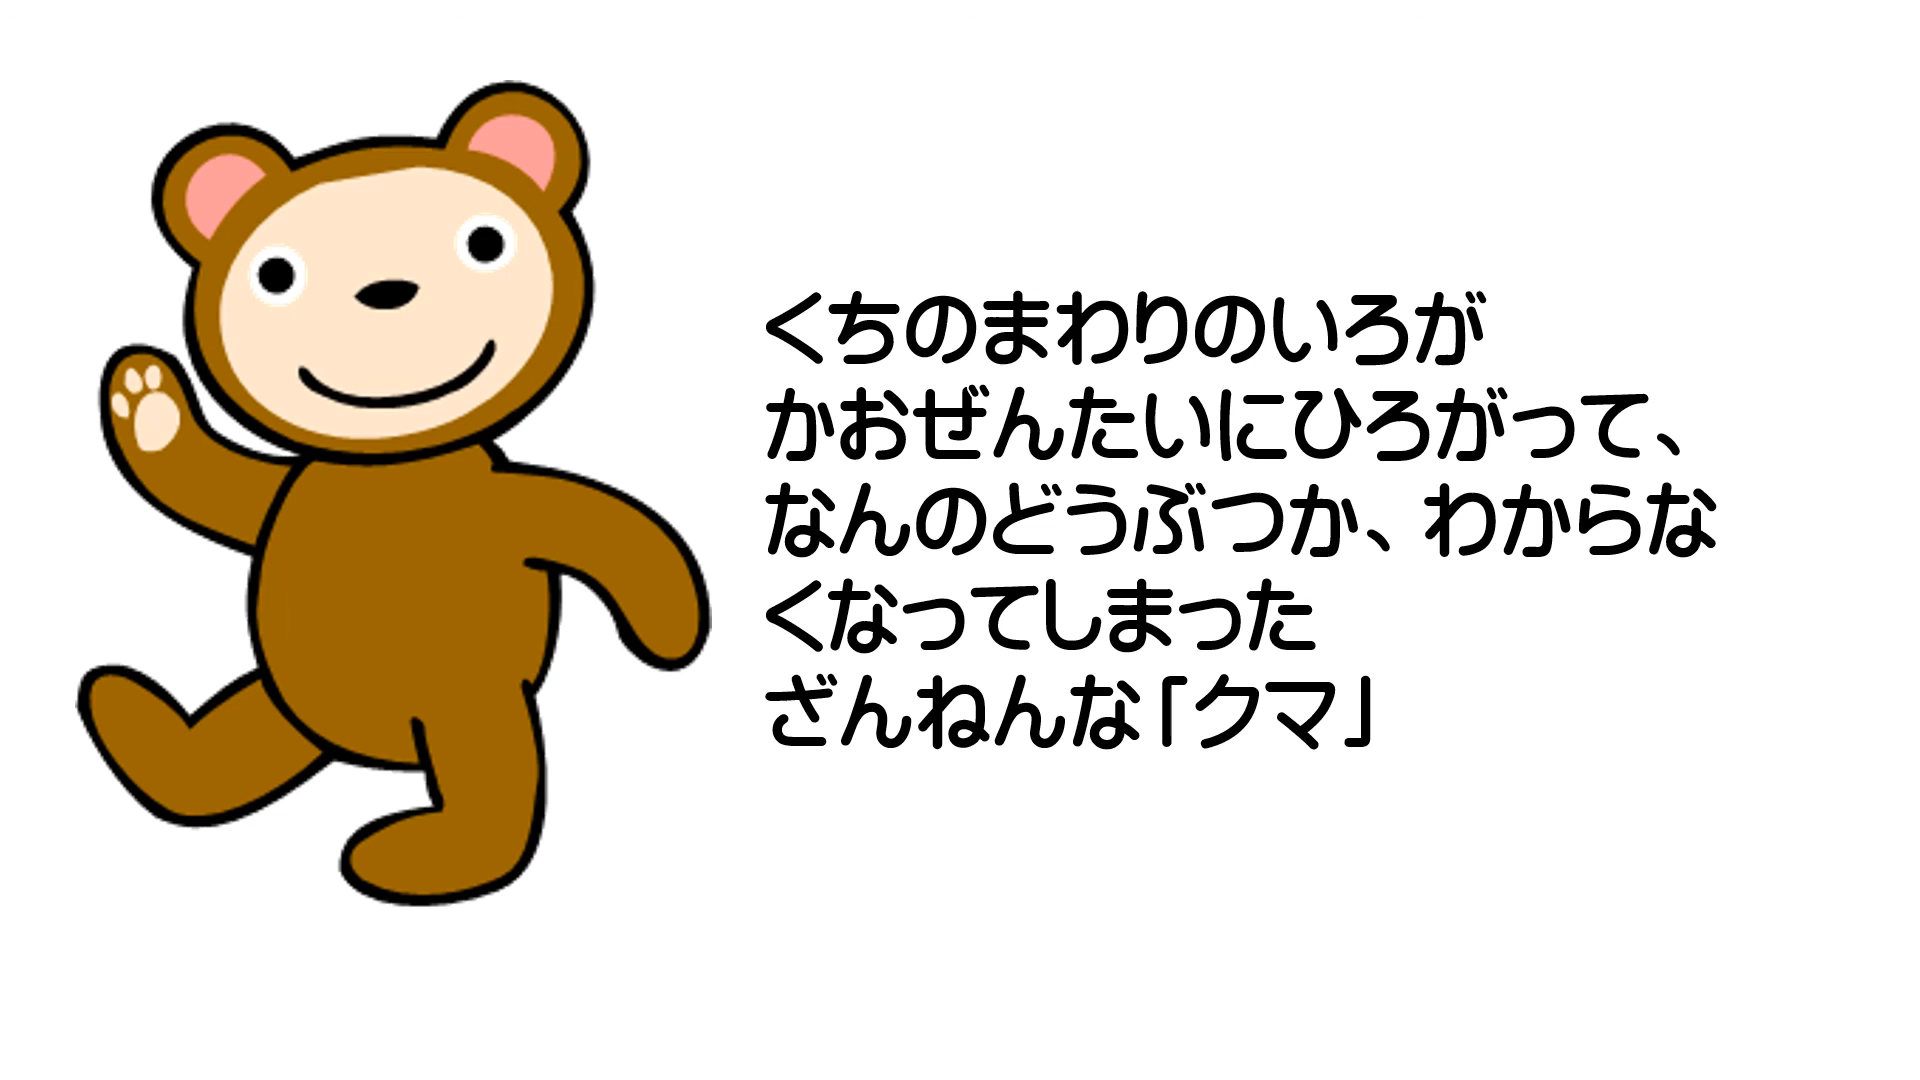 くちのまわりのいろが
かおぜんたいにひろがって、
なんのどうぶつか、わからな
くなってしまった
ざんねんな「クマ」